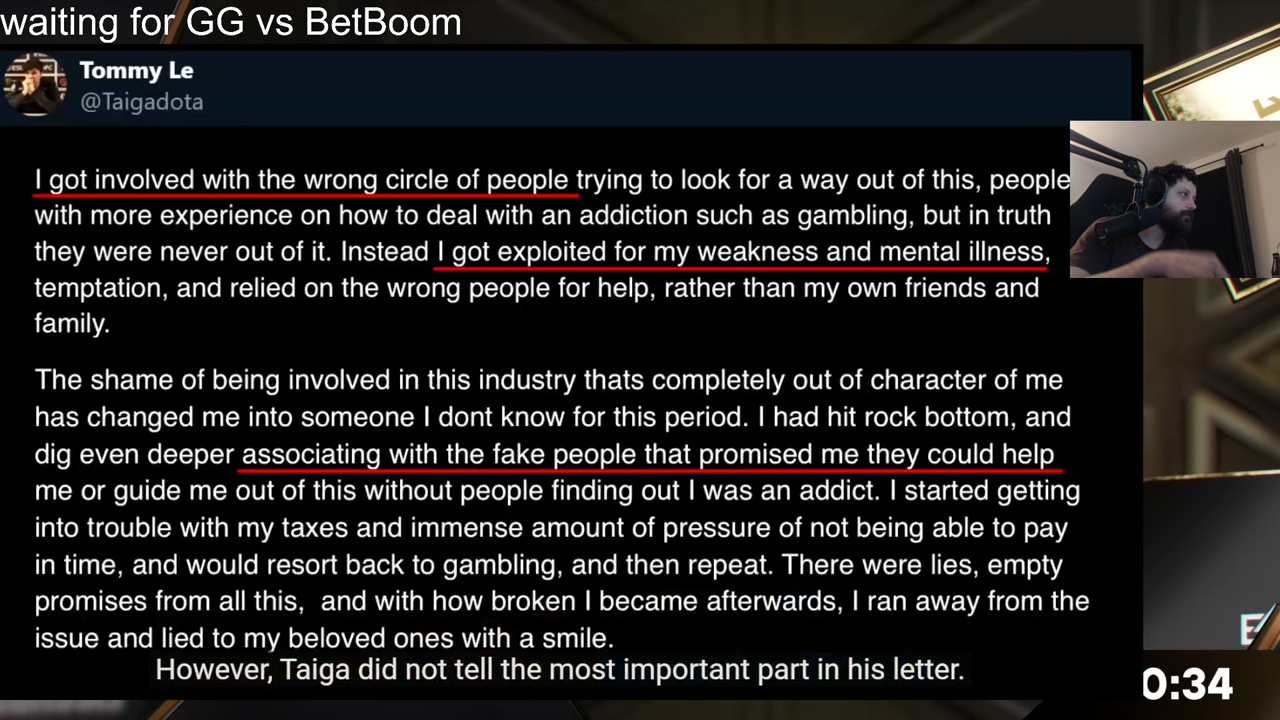 waiting for GG vs BetBoom
Tommy Le
@Taigadota
I got involved with the wrong circle of people trying to look for a way out of this, people
with more experience on how to deal with an addiction such as gambling, but in truth
they were never out of it. Instead I got exploited for my weakness and mental illness,
temptation, and relied on the wrong people for help, rather than my own friends and
family.
The shame of being involved in this industry thats completely out of character of me
has changed me into someone I dont know for this period. I had hit rock bottom, and
dig even deeper associating with the fake people that promised me they could help
me or guide me out of this without people finding out I was an addict. I started getting
into trouble with my taxes and immense amount of pressure of not being able to pay
in time, and would resort back to gambling, and then repeat. There were lies, empty
promises from all this,  and with how broken I became afterwards, I ran away from the
issue and lied to my beloved ones with a smile.
However, Taiga did not tell the most important part in his letter.
0:34